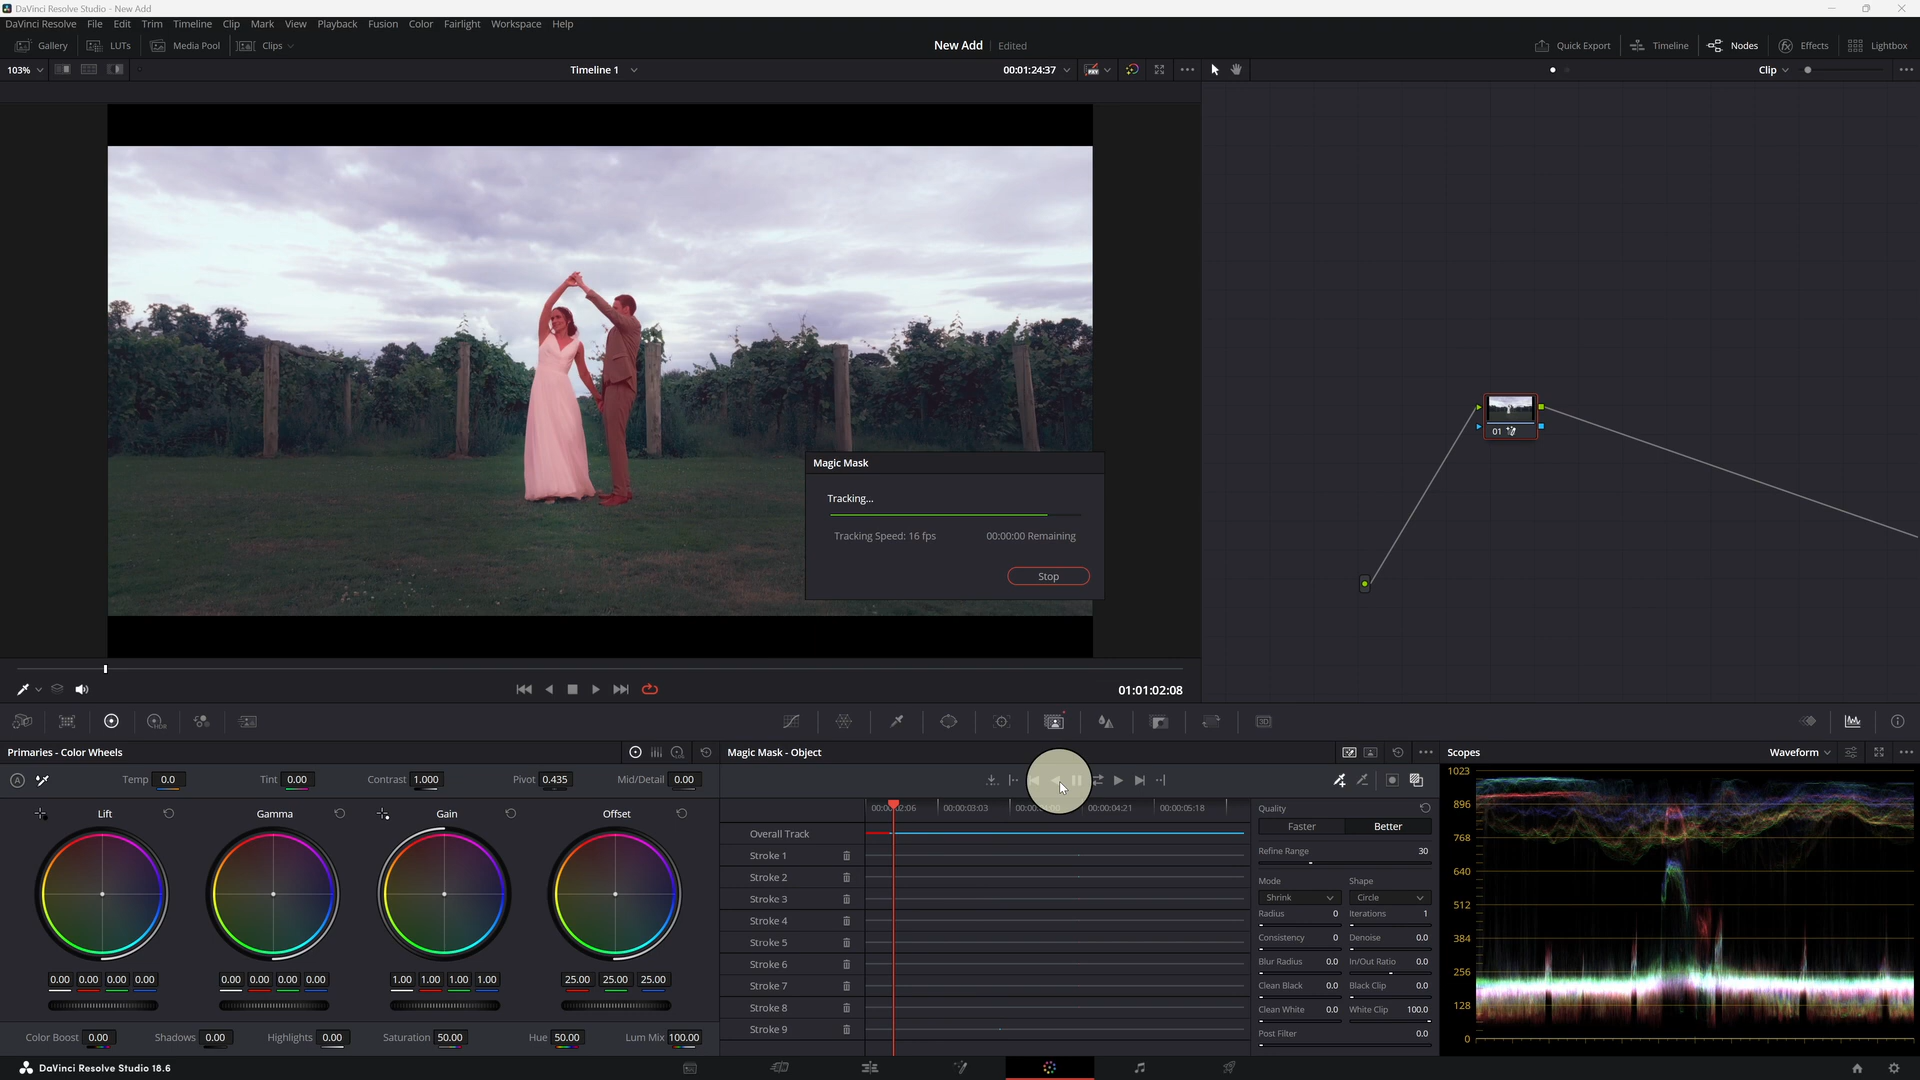 DaVinci Resolve Studio - New Add
DaVinci Resolve File Edit Trim Timeline Clip Mark View Playback Fusion Color Fairlight Workspace Help
Gallery LUTs Media Pool Clips New Add Edited Quick Export Timeline Nodes Effects Lightbox
103% Timeline 1 00:01:24:37 Clip
01
Magic Mask
Tracking...
Tracking Speed: 16 fps 00:00:00 Remaining
Stop
01:01:02:08
Primaries - Color Wheels Magic Mask - Object Scopes Waveform
Temp 0.0 Tint 0.00 Contrast 1.000 Pivot 0.435 Mid/Detail 0.00
00:00:03:03 00:00:04:21 00:00:05:18
Lift Gamma Gain Offset
0.00 0.00 0.00 0.00 0.00 0.00 0.00 0.00 1.00 1.00 1.00 1.00 25.00 25.00 25.00
Color Boost 0.00 Shadows 0.00 Highlights 0.00 Saturation 50.00 Hue 50.00 Lum Mix 100.00
Overall Track
Stroke 1
Stroke 2
Stroke 3
Stroke 4
Stroke 5
Stroke 6
Stroke 7
Stroke 8
Stroke 9
Quality
Faster Better
Refine Range 30
Mode Shape
Shrink Circle
Radius 0 Iterations 1
Consistency 0 Denoise 0.0
Blur Radius 0.0 In/Out Ratio 0.0
Clean Black 0.0 Black Clip 0.0
Clean White 0.0 White Clip 100.0
Post Filter 0.0
1023
896
768
640
512
384
256
128
0
DaVinci Resolve Studio 18.6